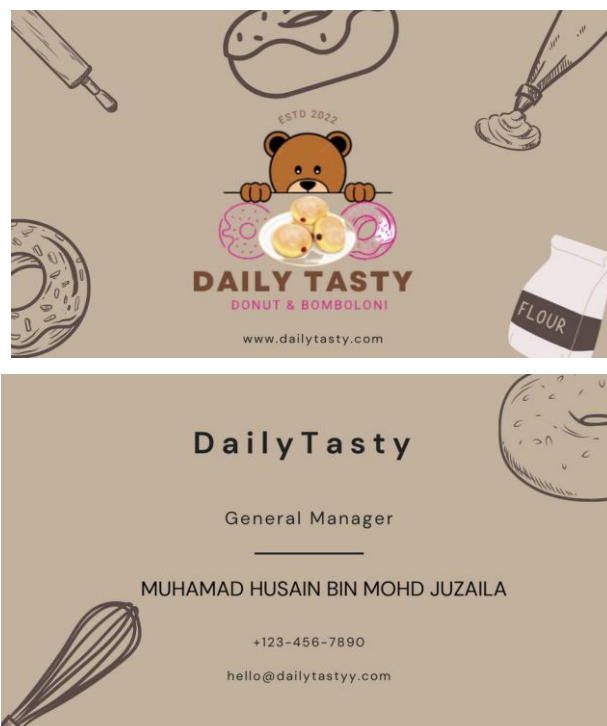 ESTD 2022
DAILY TASTY
DONUT & BOMBOLONI
www.dailytasty.com
FLOUR
DailyTasty
General Manager
MUHAMAD HUSAIN BIN MOHD JUZAILA
+123-456-7890
hello@dailytastyy.com